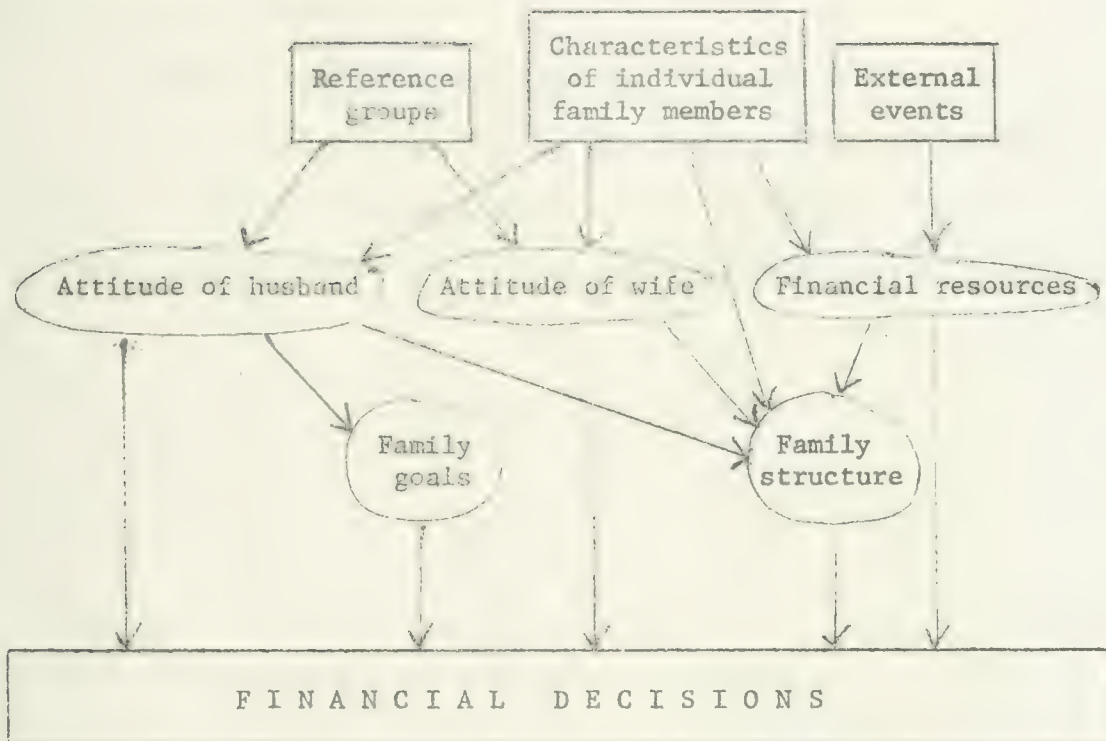 Reference
groups
Characteristics
of individual
family members
External
events
Attitude of husband
Attitude of wife
Financial resources
Family
goals
Family
structure
FINANCIAL DECISIONS